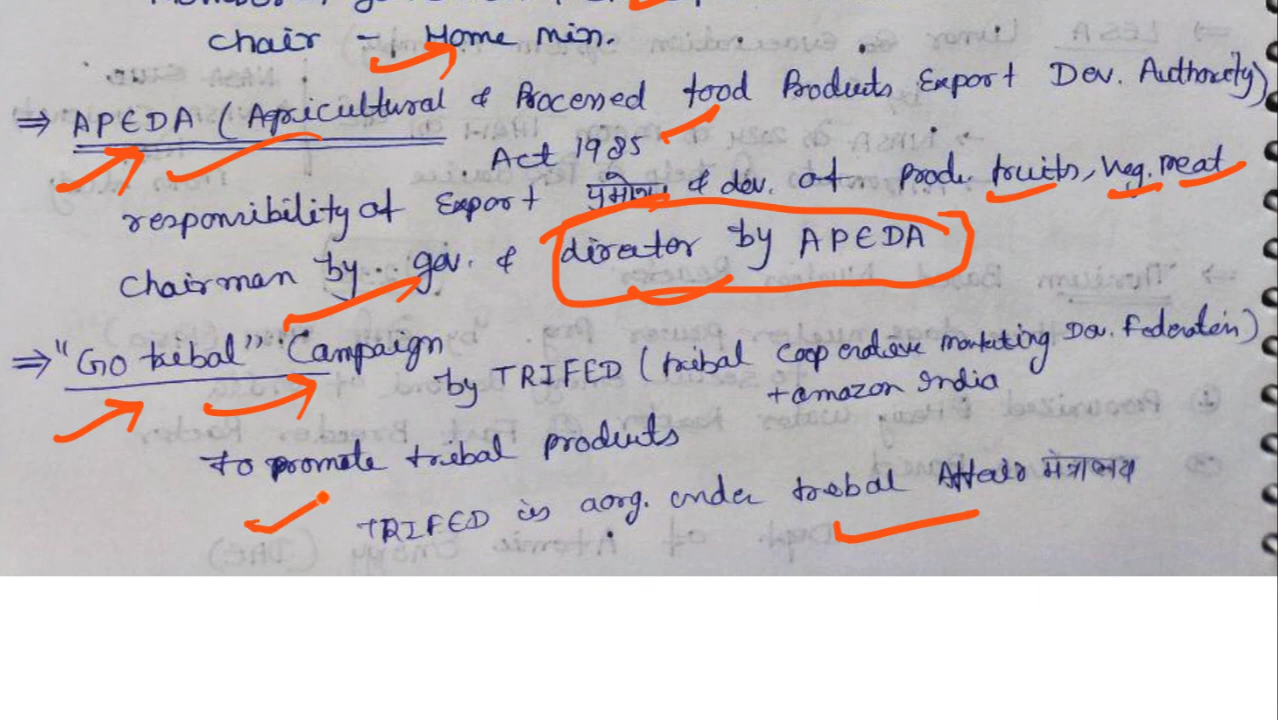 chair - Home min.
⇒ APEDA (Agricultural & Processed food Products Export Dev. Authority)
Act 1985
responsibility of Export प्रमोशन & dev. of prod. fruits, veg. meat
chairman by gov. & director by APEDA
⇒ "Go tribal" Campaign
by TRIFED (tribal cooperative marketing Dev. Federation)
+ amazon India
to promote tribal products
TRIFED is a org. under tribal Affair मंत्रालय